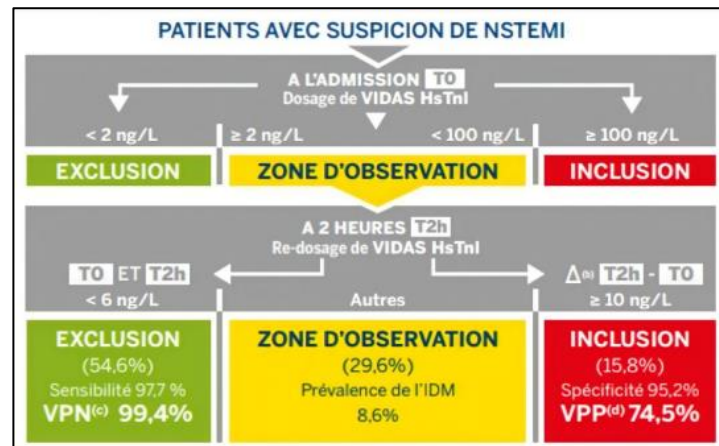 PATIENTS AVEC SUSPICION DE NSTEMI
A L'ADMISSION T0
Dosage de VIDAS HsTnI
< 2 ng/L ≥ 2 ng/L < 100 ng/L ≥ 100 ng/L
EXCLUSION ZONE D'OBSERVATION INCLUSION
A 2 HEURES T2h
Re-dosage de VIDAS HsTnI
T0 ET T2h Δ(b) T2h - T0
< 6 ng/L Autres ≥ 10 ng/L
EXCLUSION ZONE D'OBSERVATION INCLUSION
(54,6%) (29,6%) (15,8%)
Sensibilité 97,7 % Prévalence de l'IDM Spécificité 95,2%
VPN(c) 99,4% 8,6% VPP(d) 74,5%